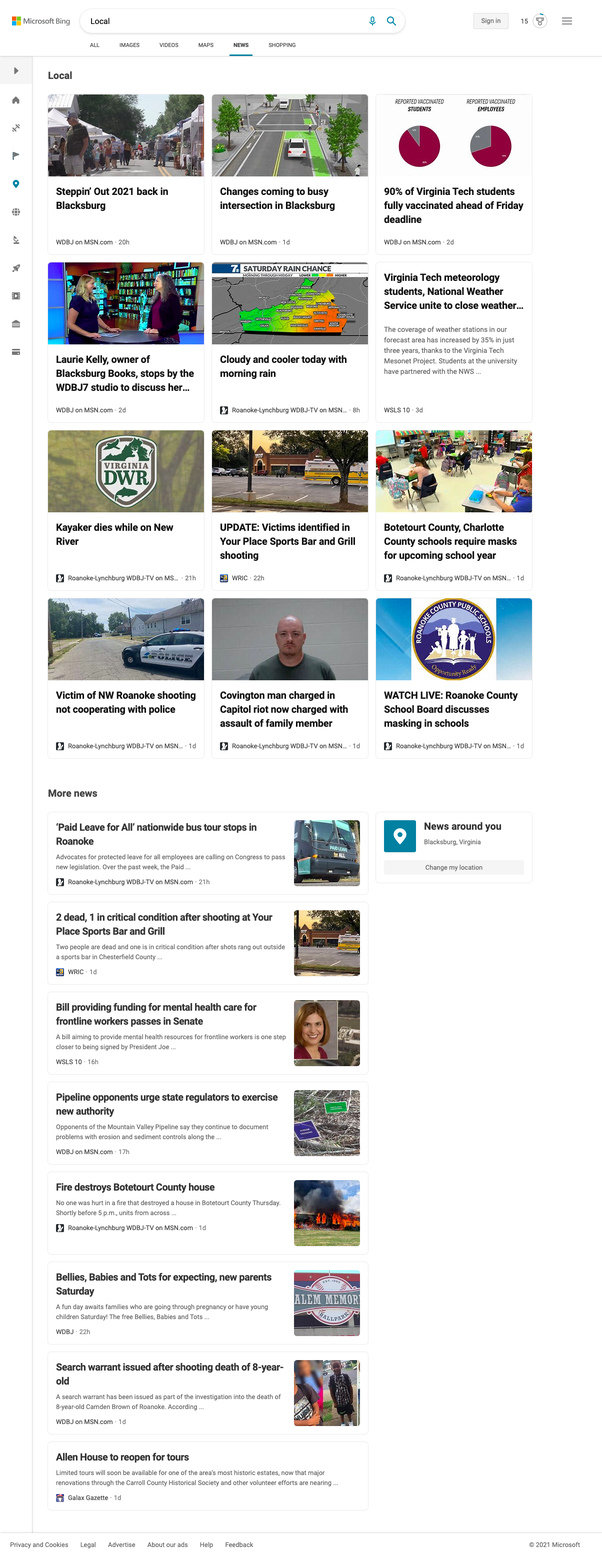 Microsoft Bing
Local
Sign in
15
ALL IMAGES VIDEOS MAPS NEWS SHOPPING
Local
REPORTED VACCINATED STUDENTS
REPORTED VACCINATED EMPLOYEES
Steppin' Out 2021 back in
Blacksburg
WDBJ on MSN.com · 20h
Changes coming to busy
intersection in Blacksburg
WDBJ on MSN.com · 1d
90% of Virginia Tech students
fully vaccinated ahead of Friday
deadline
WDBJ on MSN.com · 2d
Laurie Kelly, owner of
Blacksburg Books, stops by the
WDBJ7 studio to discuss her...
WDBJ on MSN.com · 2d
7 SATURDAY RAIN CHANCE
MORNING THROUGH MIDDAY LOWER HIGHER
Cloudy and cooler today with
morning rain
Roanoke-Lynchburg WDBJ-TV on MSN... · 8h
Virginia Tech meteorology
students, National Weather
Service unite to close weather...
The coverage of weather stations in our
forecast area has increased by 35% in just
three years, thanks to the Virginia Tech
Mesonet Project. Students at the university
have partnered with the NWS ...
WSLS 10 · 3d
VIRGINIA
DWR
Kayaker dies while on New
River
Roanoke-Lynchburg WDBJ-TV on MS... · 21h
UPDATE: Victims identified in
Your Place Sports Bar and Grill
shooting
WRIC · 22h
Botetourt County, Charlotte
County schools require masks
for upcoming school year
Roanoke-Lynchburg WDBJ-TV on MSN... · 1d
POLICE
Victim of NW Roanoke shooting
not cooperating with police
Roanoke-Lynchburg WDBJ-TV on MSN... · 1d
Covington man charged in
Capitol riot now charged with
assault of family member
Roanoke-Lynchburg WDBJ-TV on MSN... · 1d
ROANOKE COUNTY PUBLIC SCHOOLS
Opportunity Ready
WATCH LIVE: Roanoke County
School Board discusses
masking in schools
Roanoke-Lynchburg WDBJ-TV on MSN... · 1d
More news
'Paid Leave for All' nationwide bus tour stops in
Roanoke
Advocates for protected leave for all employees are calling on Congress to pass
new legislation. Over the past week, the Paid ...
Roanoke-Lynchburg WDBJ-TV on MSN.com · 21h
PAID LEAVE
for ALL
News around you
Blacksburg, Virginia
Change my location
2 dead, 1 in critical condition after shooting at Your
Place Sports Bar and Grill
Two people are dead and one is in critical condition after shots rang out outside
a sports bar in Chesterfield County ...
WRIC · 1d
Bill providing funding for mental health care for
frontline workers passes in Senate
A bill aiming to provide mental health resources for frontline workers is one step
closer to being signed by President Joe ...
WSLS 10 · 16h
Pipeline opponents urge state regulators to exercise
new authority
Opponents of the Mountain Valley Pipeline say they continue to document
problems with erosion and sediment controls along the ...
WDBJ on MSN.com · 17h
Fire destroys Botetourt County house
No one was hurt in a fire that destroyed a house in Botetourt County Thursday.
Shortly before 5 p.m., units from across ...
Roanoke-Lynchburg WDBJ-TV on MSN.com · 1d
Bellies, Babies and Tots for expecting, new parents
Saturday
A fun day awaits families who are going through pregnancy or have young
children Saturday! The free Bellies, Babies and Tots ...
WDBJ · 22h
ALEM MEMOR
BALLPARK
Search warrant issued after shooting death of 8-year-
old
A search warrant has been issued as part of the investigation into the death of
8-year-old Camden Brown of Roanoke. According ...
WDBJ on MSN.com · 1d
Allen House to reopen for tours
Limited tours will soon be available for one of the area's most historic estates, now that major
renovations through the Carroll County Historical Society and other volunteer efforts are nearing ...
Galax Gazette · 1d
Privacy and Cookies Legal Advertise About our ads Help Feedback
© 2021 Microsoft